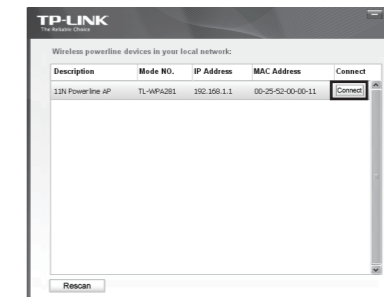 TP-LINK
The Reliable Choice
Wireless powerline devices in your local network:
Description Mode NO. IP Address MAC Address Connect
11N Powerline AP TL-WPA281 192.168.1.1 00-25-52-00-00-11 Connect
Rescan